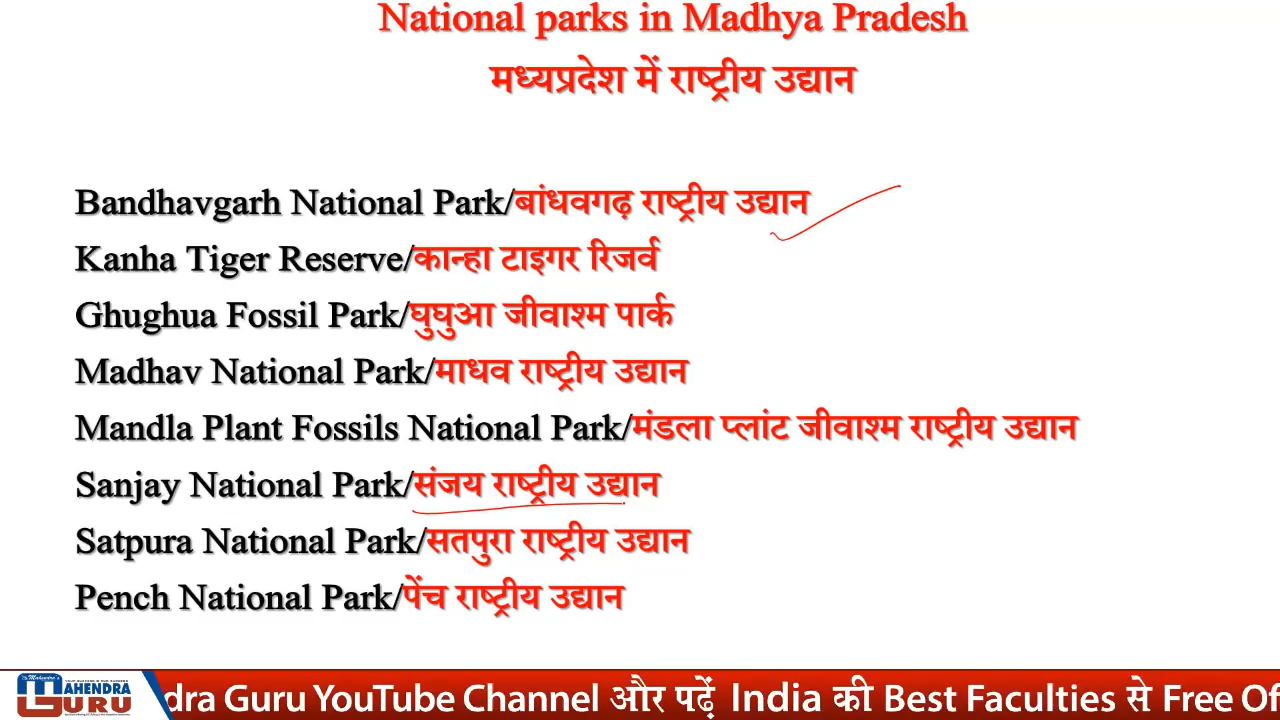 National parks in Madhya Pradesh
मध्यप्रदेश में राष्ट्रीय उद्यान
Bandhavgarh National Park/बांधवगढ़ राष्ट्रीय उद्यान
Kanha Tiger Reserve/कान्हा टाइगर रिजर्व
Ghughua Fossil Park/घुघुआ जीवाश्म पार्क
Madhav National Park/माधव राष्ट्रीय उद्यान
Mandla Plant Fossils National Park/मंडला प्लांट जीवाश्म राष्ट्रीय उद्यान
Sanjay National Park/संजय राष्ट्रीय उद्यान
Satpura National Park/सतपुरा राष्ट्रीय उद्यान
Pench National Park/पेंच राष्ट्रीय उद्यान
MAHENDRA GURU
dra Guru YouTube Channel और पढ़ें India की Best Faculties से Free Of